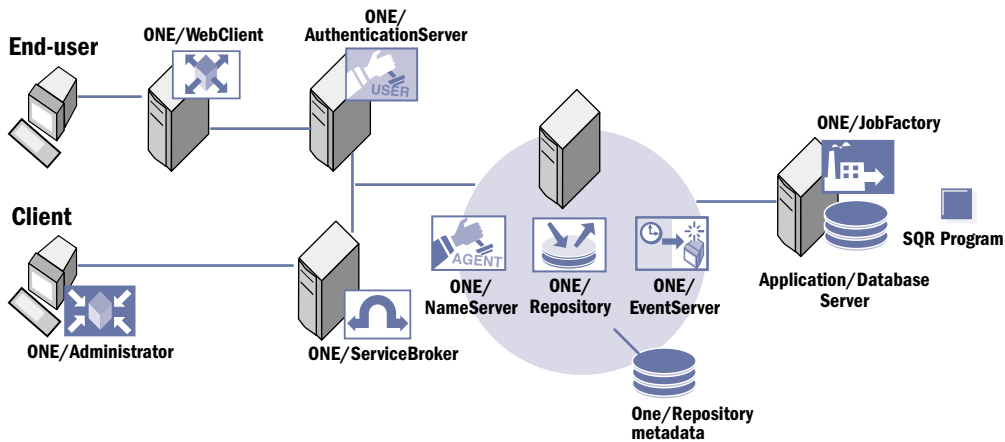 End-user
ONE/WebClient
ONE/
AuthenticationServer
USER
ONE/JobFactory
SQR Program
Application/Database
Server
Client
ONE/Administrator
ONE/ServiceBroker
AGENT
ONE/
NameServer
ONE/
Repository
ONE/
EventServer
One/Repository
metadata